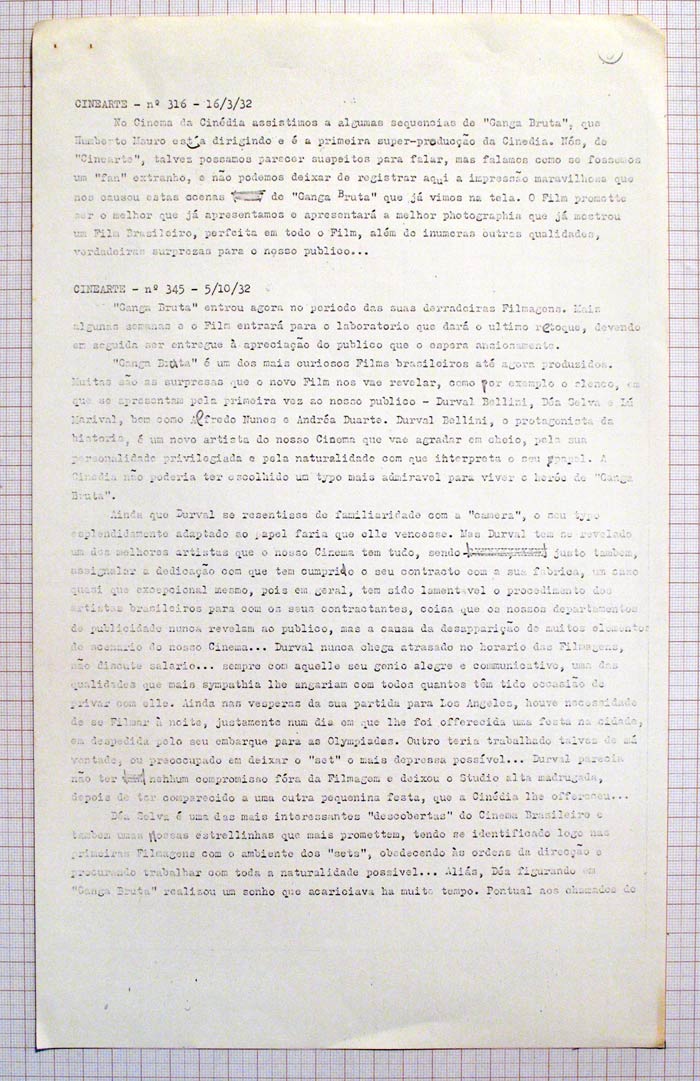 CINEARTE - nº 316 - 16/3/32
No Cinema da Cinédia assistimos a algumas sequencias de "Ganga Bruta", que
Humberto Mauro está dirigindo e é a primeira super-producção da Cinedia. Nós, de
"Cinearte", talvez possamos parecer suspeitos para falar, mas falamos como se fossemos
um "fan" extranho, e não podemos deixar de registrar aqui a impressão maravilhosa que
nos causou estas scenas de "Ganga Bruta" que já vimos na tela. O Film promette
ser o melhor que já apresentamos e apresentará a melhor photographia que já mostrou
um Film Brasileiro, perfeita em todo o Film, além de inumeras outras qualidades,
verdadeiras surprezas para o nosso publico...
CINEARTE - nº 345 - 5/10/32
"Ganga Bruta" entrou agora no periodo das suas derradeiras Filmagens. Mais
algumas semanas e o Film entrará para o laboratorio que dará o ultimo retoque, devendo
em seguida ser entregue à apreciação do publico que o espera anciosamente.
"Ganga Bruta" é um dos mais curiosos Films brasileiros até agora produzidos.
Muitas são as surpresas que o novo Film nos vae revelar, como por exemplo o elenco, em
que se apresentam pela primeira vez ao nosso publico - Durval Bellini, Déa Selva e Lú
Marival, bem como Alfredo Nunes e Andréa Duarte. Durval Bellini, o protagonista da
historia, é um novo artista do nosso Cinema que vae agradar em cheio, pela sua
personalidade privilegiada e pela naturalidade com que interpreta o seu papel. A
Cinedia não poderia ter escolhido um typo mais admiravel para viver o heróe de "Ganga
Bruta".
Ainda que Durval se resentisse de familiaridade com a "camera", o seu typo
esplendidamente adaptado ao papel faria que elle vencesse. Mas Durval tem se revelado
um dos melhores artistas que o nosso Cinema tem tudo, sendo justo tambem,
assignalar a dedicação com que tem cumprido o seu contracto com a sua fabrica, um caso
quasi que excepcional mesmo, pois em geral, tem sido lamentavel o procedimento dos
artistas brasileiros para com os seus contractantes, coisa que os nossos departamentos
de publicidade nunca revelam ao publico, mas a causa da desapparição de muitos elementos
do scenario do nosso Cinema... Durval nunca chega atrasado no horario das Filmagens,
não discute salario... sempre com aquelle seu genio alegre e communicativo, uma das
qualidades que mais sympathia lhe angariam com todos quantos têm tido occasião de
privar com elle. Ainda nas vesperas da sua partida para Los Angeles, houve necessidade
de se Filmar à noite, justamente num dia em que lhe foi offerecida uma festa na cidade,
em despedida pelo seu embarque para as Olympiadas. Outro teria trabalhado talvez de má
vontade, ou preoccupado em deixar o "set" o mais depressa possível... Durval parecia
não ter nenhum compromisso fóra da Filmagem e deixou o Studio alta madrugada,
depois de ter comparecido a uma outra pequenina festa, que a Cinédia lhe offereceu...
Déa Selva é uma das mais interessantes "descobertas" do Cinema Brasileiro e
tambem umas nossas estrellinhas que mais promettem, tendo se identificado logo nas
primeiras Filmagens com o ambiente dos "sets", obedecendo às ordens da direcção e
procurando trabalhar com toda a naturalidade possivel... Aliás, Déa figurando em
"Ganga Bruta" realizou um sonho que acariciava ha muito tempo. Pontual aos chamados do